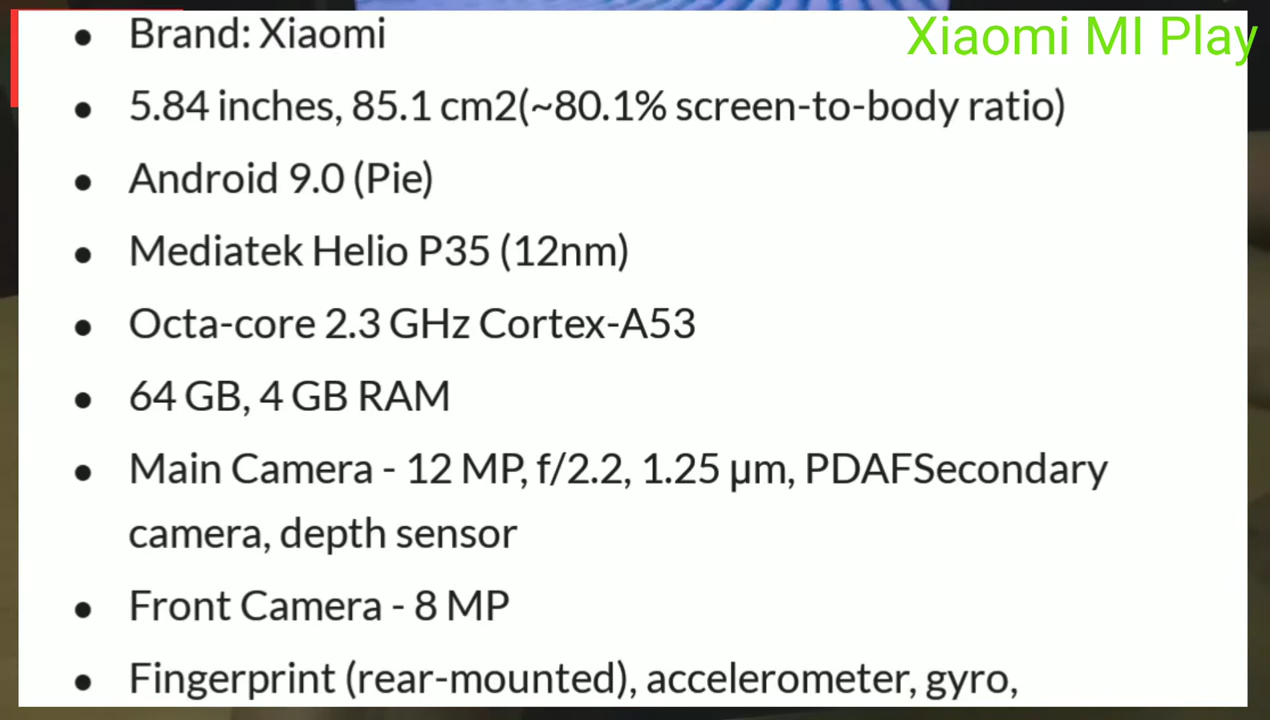 Xiaomi MI Play
Brand: Xiaomi
5.84 inches, 85.1 cm2(~80.1% screen-to-body ratio)
Android 9.0 (Pie)
Mediatek Helio P35 (12nm)
Octa-core 2.3 GHz Cortex-A53
64 GB, 4 GB RAM
Main Camera - 12 MP, f/2.2, 1.25 μm, PDAFSecondary
camera, depth sensor
Front Camera - 8 MP
Fingerprint (rear-mounted), accelerometer, gyro,